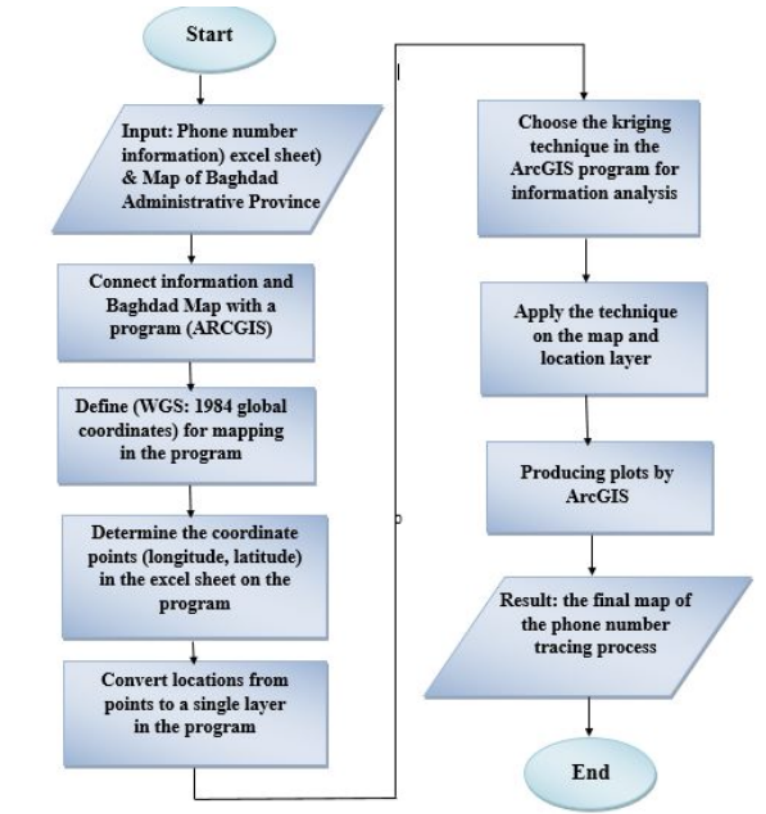 Start
Input: Phone number
information) excel sheet)
& Map of Baghdad
Administrative Province
Connect information and
Baghdad Map with a
program (ARCGIS)
Define (WGS: 1984 global
coordinates) for mapping
in the program
Determine the coordinate
points (longitude, latitude)
in the excel sheet on the
program
Convert locations from
points to a single layer
in the program
Choose the kriging
technique in the
ArcGIS program for
information analysis
Apply the technique
on the map and
location layer
Producing plots by
ArcGIS
Result: the final map of
the phone number
tracing process
End